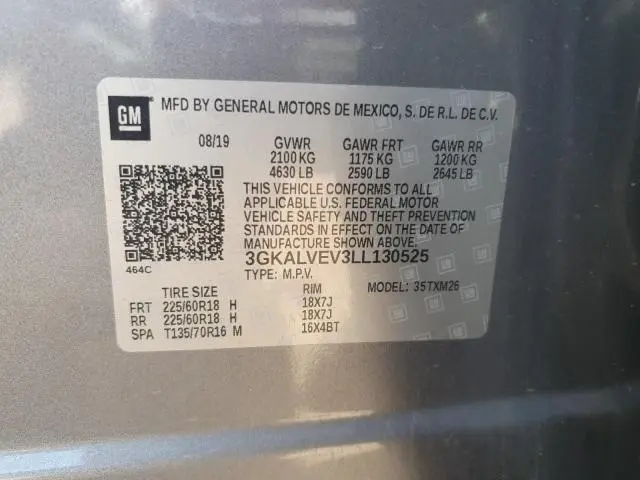 GM MFD BY GENERAL MOTORS DE MEXICO, S. DE R.L. DE C.V.
08/19 GVWR GAWR FRT GAWR RR
2100 KG 1175 KG 1200 KG
4630 LB 2590 LB 2645 LB
THIS VEHICLE CONFORMS TO ALL
APPLICABLE U.S. FEDERAL MOTOR
VEHICLE SAFETY AND THEFT PREVENTION
STANDARDS IN EFFECT ON THE DATE
OF MANUFACTURE SHOWN ABOVE.
464C 3GKALVEV3LL130525
TYPE: M.P.V. MODEL: 35TXM26
TIRE SIZE RIM
FRT 225/60R18 H 18X7J
RR 225/60R18 H 18X7J
SPA T135/70R16 M 16X4BT